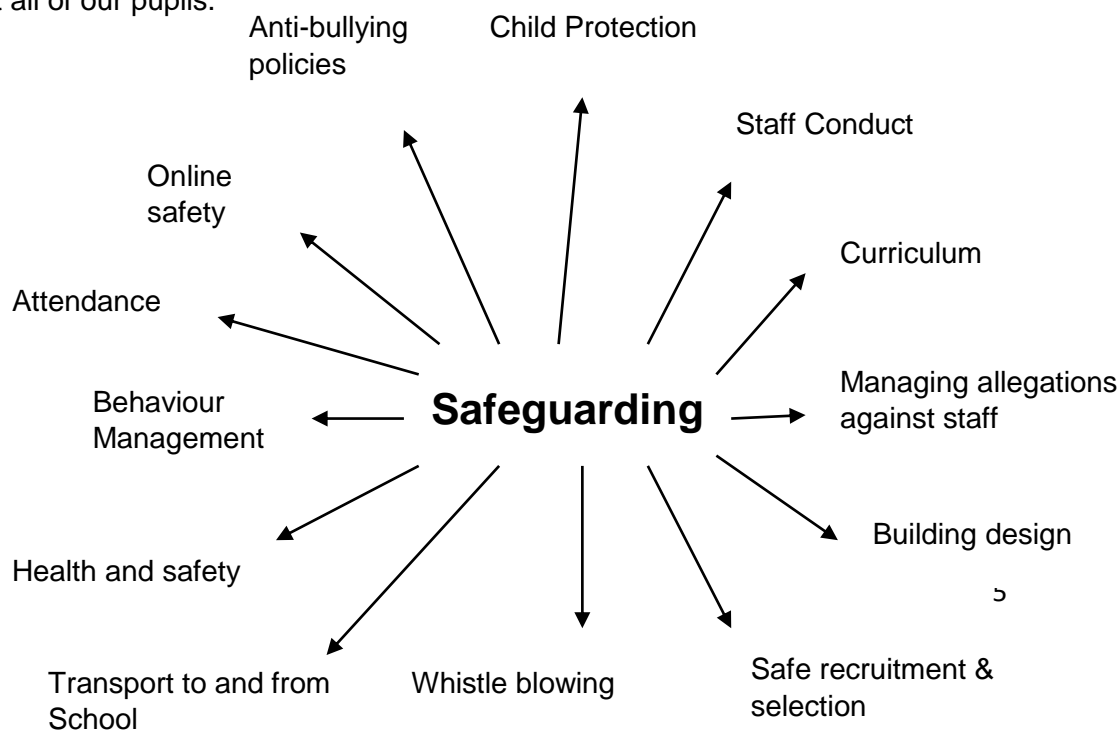 all of our pupils.
Anti-bullying
policies
Child Protection
Staff Conduct
Online
safety
Curriculum
Attendance
Managing allegations
against staff
Behaviour
Management
Safeguarding
Building design
Health and safety
5
Safe recruitment &
selection
Whistle blowing
Transport to and from
School